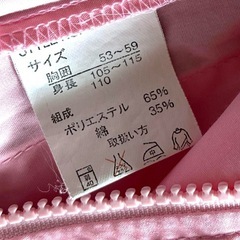 サイズ
胸囲 53~59
身長 105~115
110
組成
ポリエステル 65%
綿 35%
取扱い方